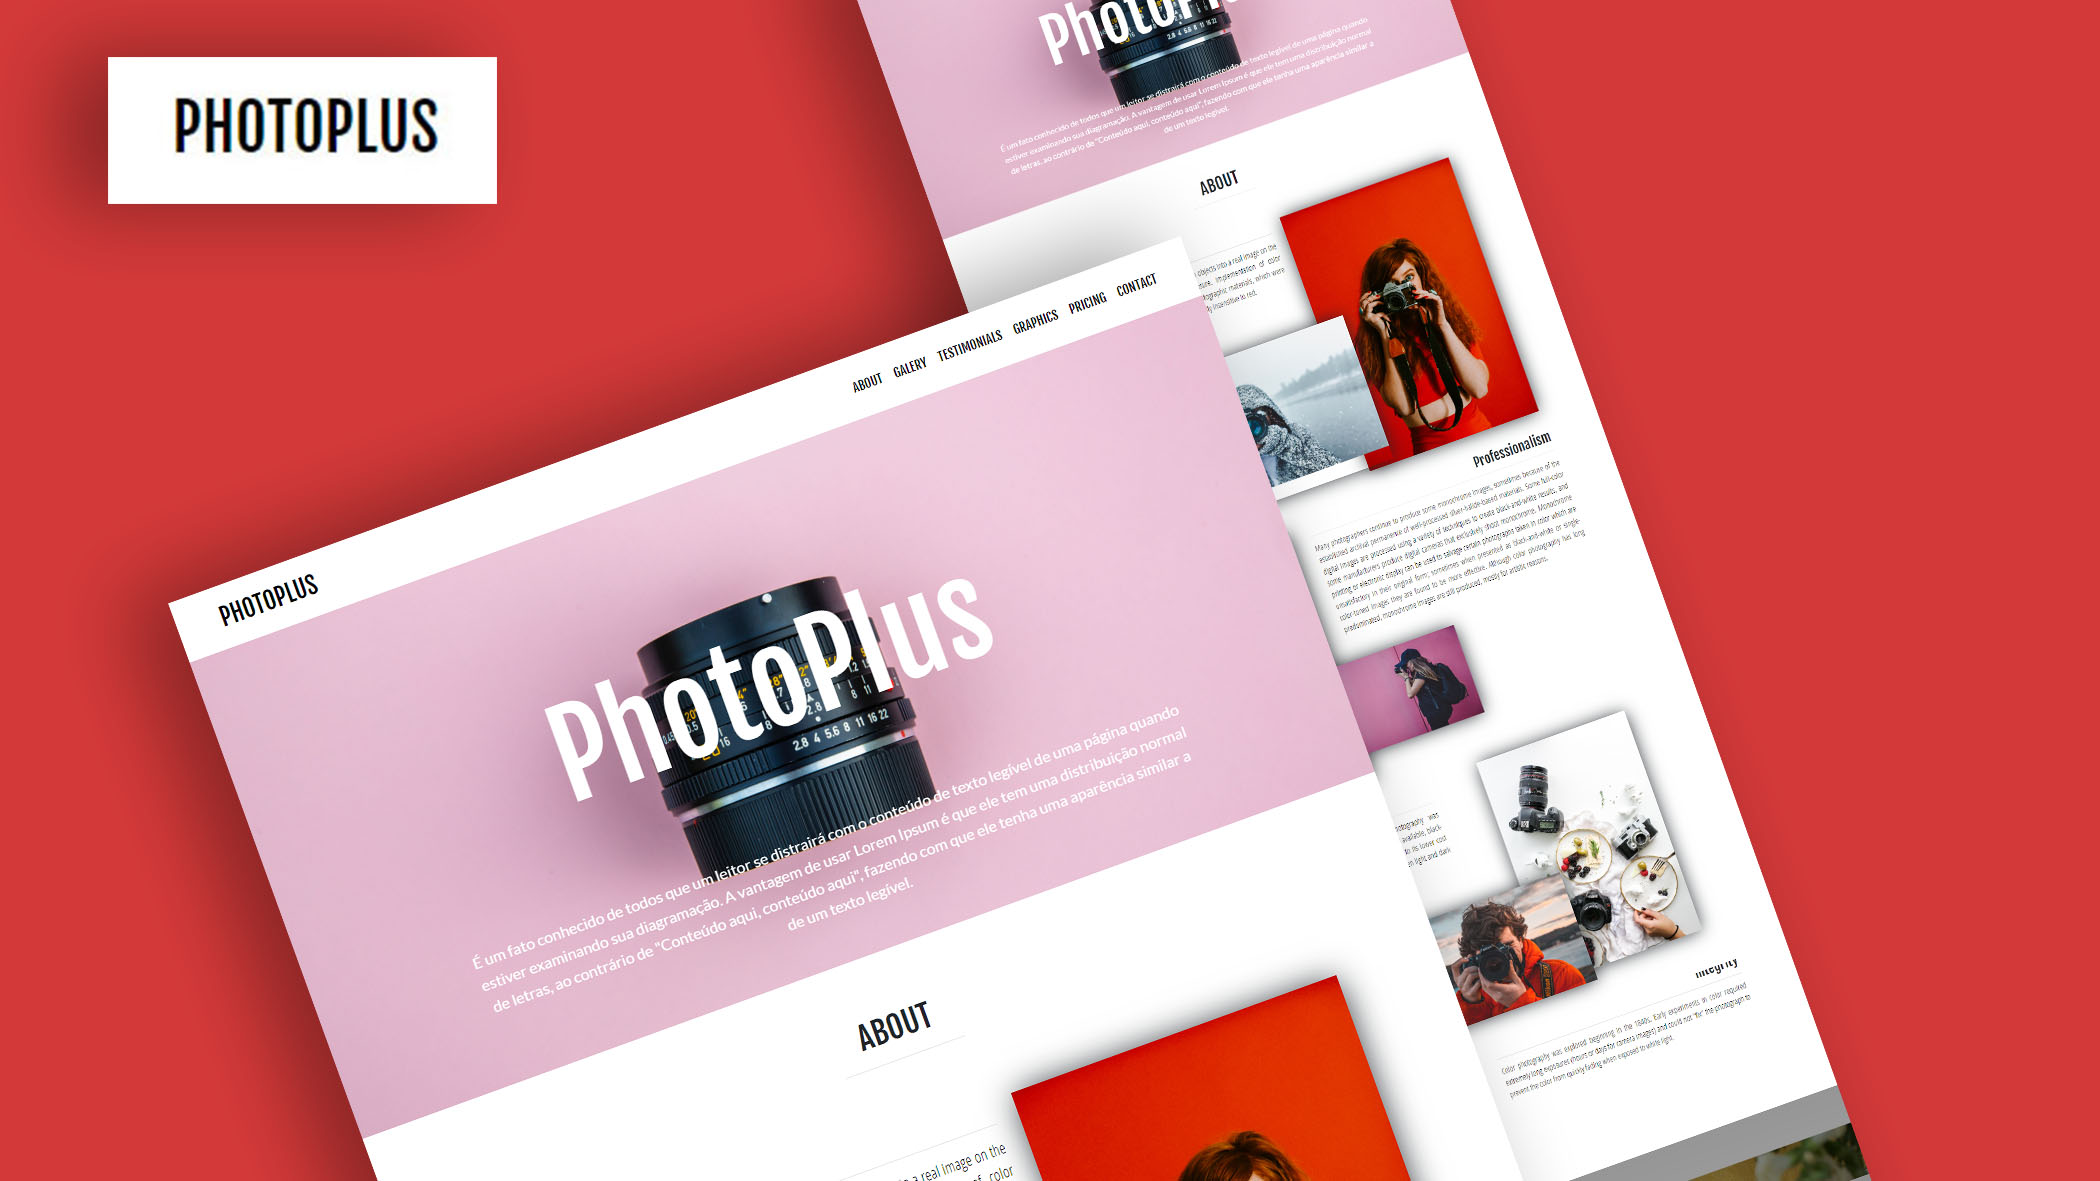 PHOTOPLUS
PHOTOPLUS
ABOUT GALERY TESTIMONIALS GRAPHICS PRICING CONTACT
PhotoPlus
É um fato conhecido de todos que um leitor se distrairá com o conteúdo de texto legível de uma página quando
estiver examinando sua diagramação. A vantagem de usar Lorem Ipsum é que ele tem uma distribuição normal
de letras, ao contrário de "Conteúdo aqui, conteúdo aqui", fazendo com que ele tenha uma aparência similar a
de um texto legível.
2.8 4 5.6 8 11 16 22
ABOUT
a real image on the
of color
É um fato conhecido de todos que um leitor se distrairá com o conteúdo de texto legível de uma página quando
estiver examinando sua diagramação. A vantagem de usar Lorem Ipsum é que ele tem uma distribuição normal
de letras, ao contrário de "Conteúdo aqui, conteúdo aqui", fazendo com que ele tenha uma aparência similar a
de um texto legível.
ABOUT
objects into a real image on the
implementation of color
materials, which were
insensitive to red.
Professionalism
Many photographers continue to produce some monochrome images, sometimes because of the
established archival permanence of well-processed silver-halide-based materials. Some full-color
digital images are processed using a variety of techniques to create black-and-white results, and
some manufacturers produce digital cameras that exclusively shoot monochrome. Monochrome
printing or electronic display can be used to salvage certain photographs taken in color which are
unsatisfactory in their original form; sometimes when presented as black-and-white or single-
color-toned images they are found to be more effective. Although color photography has long
predominated, monochrome images are still produced, mostly for artistic reasons.
photography was
available, black-
to its lower cost
light and dark
Integrity
Color photography was explored beginning in the 1840s. Early experiments in color required
extremely long exposures (hours or days for camera images) and could not "fix" the photograph to
prevent the color from quickly fading when exposed to white light.